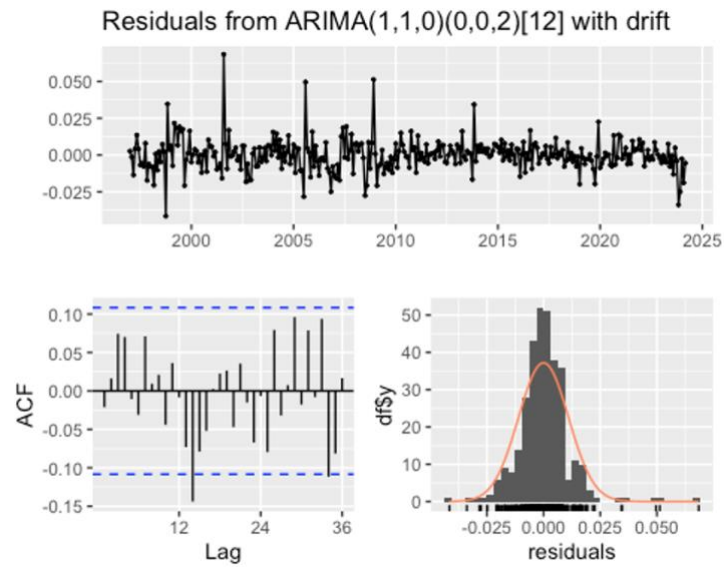 Residuals from ARIMA(1,1,0)(0,0,2)[12] with drift
0.050
0.025
0.000
-0.025
2000 2005 2010 2015 2020 2025
0.10
0.05
0.00
-0.05
-0.10
-0.15
ACF
12 24 36
Lag
50
40
30
20
10
0
df$y
-0.025 0.000 0.025 0.050
residuals